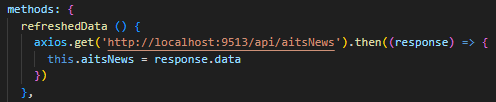 methods: {
refreshedData () {
axios.get('http://localhost:9513/api/aitsNews').then((response) => {
this.aitsNews = response.data
})
},